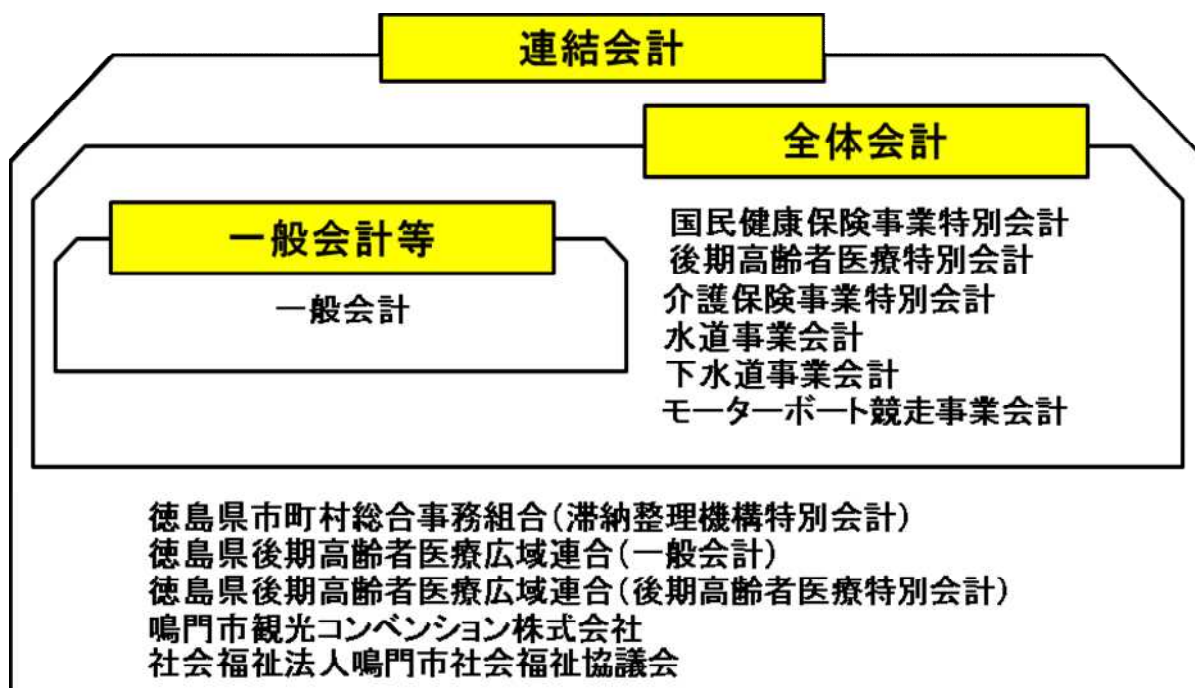 連結会計
全体会計
一般会計等
一般会計
国民健康保険事業特別会計
後期高齢者医療特別会計
介護保険事業特別会計
水道事業会計
下水道事業会計
モーターボート競走事業会計
徳島県市町村総合事務組合(滞納整理機構特別会計)
徳島県後期高齢者医療広域連合(一般会計)
徳島県後期高齢者医療広域連合(後期高齢者医療特別会計)
鳴門市観光コンベンション株式会社
社会福祉法人鳴門市社会福祉協議会